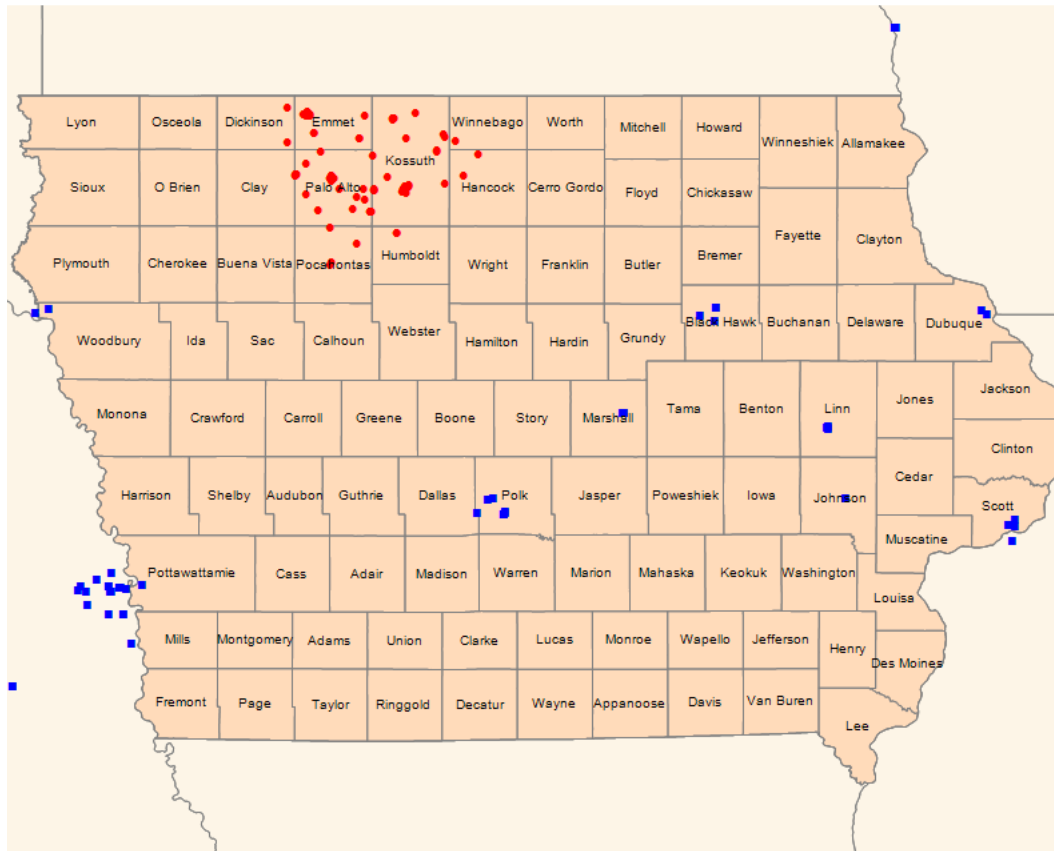 Lyon
Osceola
Dickinson
Emmet
Kossuth
Winnebago
Worth
Mitchell
Howard
Winneshiek
Allamakee
Sioux
O Brien
Clay
Palo Alto
Hancock
Cerro Gordo
Floyd
Chickasaw
Fayette
Clayton
Plymouth
Cherokee
Buena Vista
Pocahontas
Humboldt
Wright
Franklin
Butler
Bremer
Woodbury
Ida
Sac
Calhoun
Webster
Hamilton
Hardin
Grundy
Black Hawk
Buchanan
Delaware
Dubuque
Monona
Crawford
Carroll
Greene
Boone
Story
Marshall
Tama
Benton
Linn
Jones
Jackson
Clinton
Harrison
Shelby
Audubon
Guthrie
Dallas
Polk
Jasper
Poweshiek
Iowa
Johnson
Cedar
Scott
Muscatine
Pottawattamie
Cass
Adair
Madison
Warren
Marion
Mahaska
Keokuk
Washington
Louisa
Mills
Montgomery
Adams
Union
Clarke
Lucas
Monroe
Wapello
Jefferson
Henry
Des Moines
Fremont
Page
Taylor
Ringgold
Decatur
Wayne
Appanoose
Davis
Van Buren
Lee